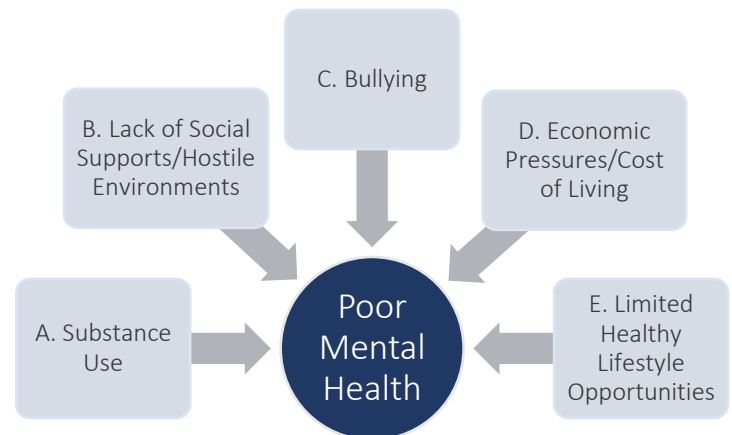 C. Bullying
B. Lack of Social
Supports/Hostile
Environments
D. Economic
Pressures/Cost
of Living
A. Substance
Use
Poor
Mental
Health
E. Limited
Healthy
Lifestyle
Opportunities